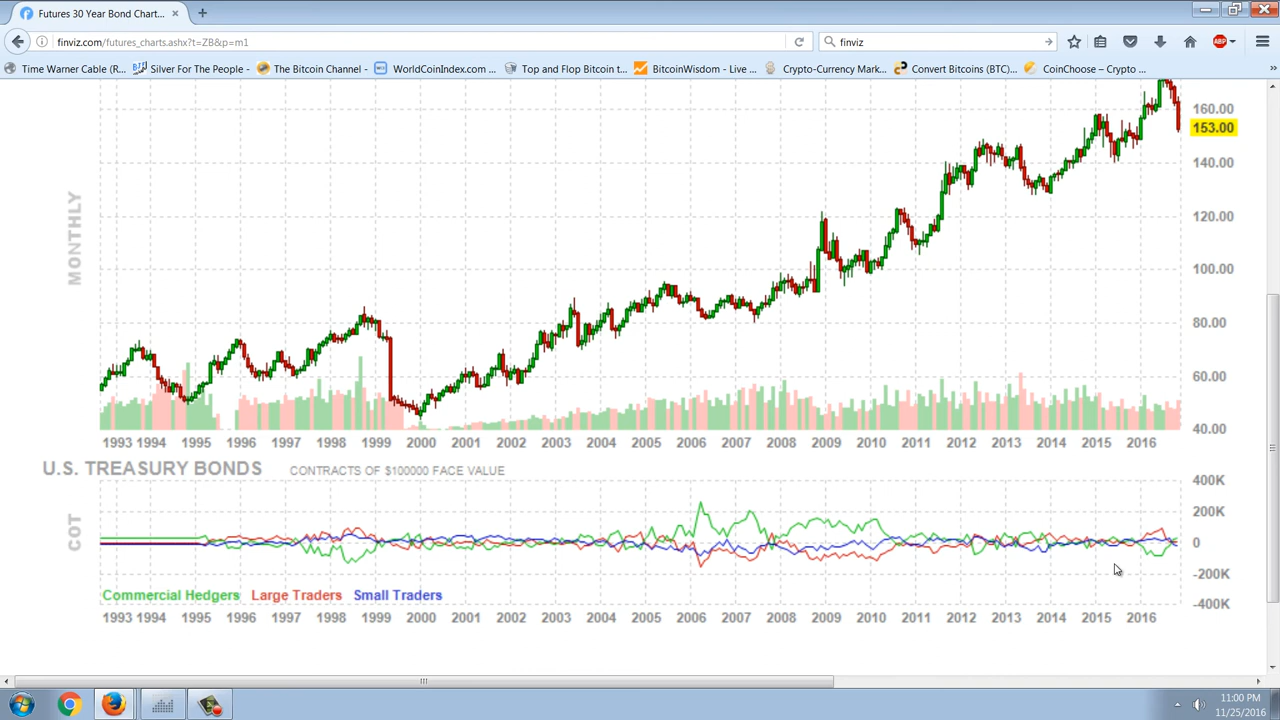 Futures 30 Year Bond Chart...
finviz.com/futures_charts.ashx?t=ZB&p=m1
finviz
ABP
Time Warner Cable (R...
Silver For The People - ...
The Bitcoin Channel - ...
WorldCoinIndex.com ...
Top and Flop Bitcoin t...
BitcoinWisdom - Live ...
Crypto-Currency Mark...
Convert Bitcoins (BTC)...
CoinChoose – Crypto ...
MONTHLY
160.00
153.00
140.00
120.00
100.00
80.00
60.00
40.00
1993 1994 1995 1996 1997 1998 1999 2000 2001 2002 2003 2004 2005 2006 2007 2008 2009 2010 2011 2012 2013 2014 2015 2016
U.S. TREASURY BONDS CONTRACTS OF $100000 FACE VALUE
COT
400K
200K
0
-200K
-400K
Commercial Hedgers Large Traders Small Traders
1993 1994 1995 1996 1997 1998 1999 2000 2001 2002 2003 2004 2005 2006 2007 2008 2009 2010 2011 2012 2013 2014 2015 2016
11:00 PM
11/25/2016